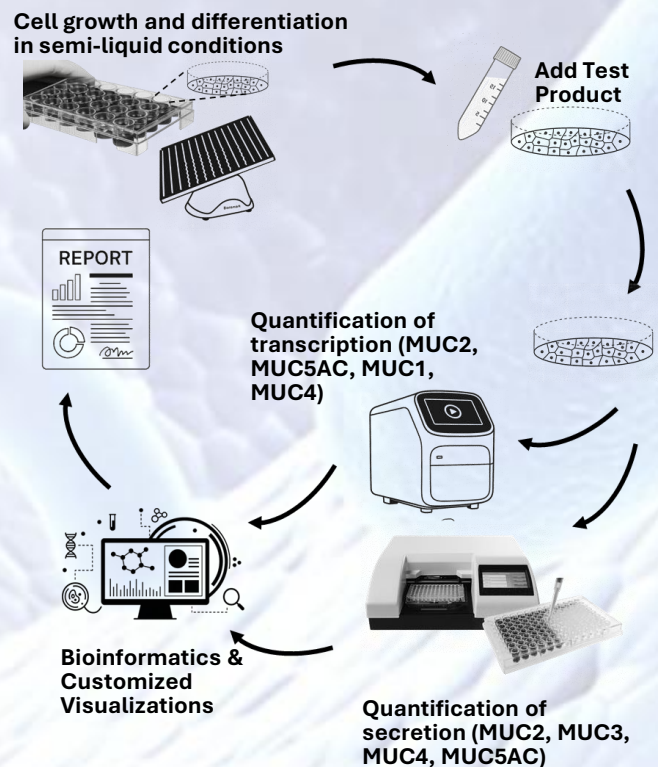 Cell growth and differentiation
in semi-liquid conditions
Add Test
Product
REPORT
Quantification of
transcription (MUC2,
MUC5AC, MUC1,
MUC4)
Bioinformatics &
Customized
Visualizations
Quantification of
secretion (MUC2, MUC3,
MUC4, MUC5AC)